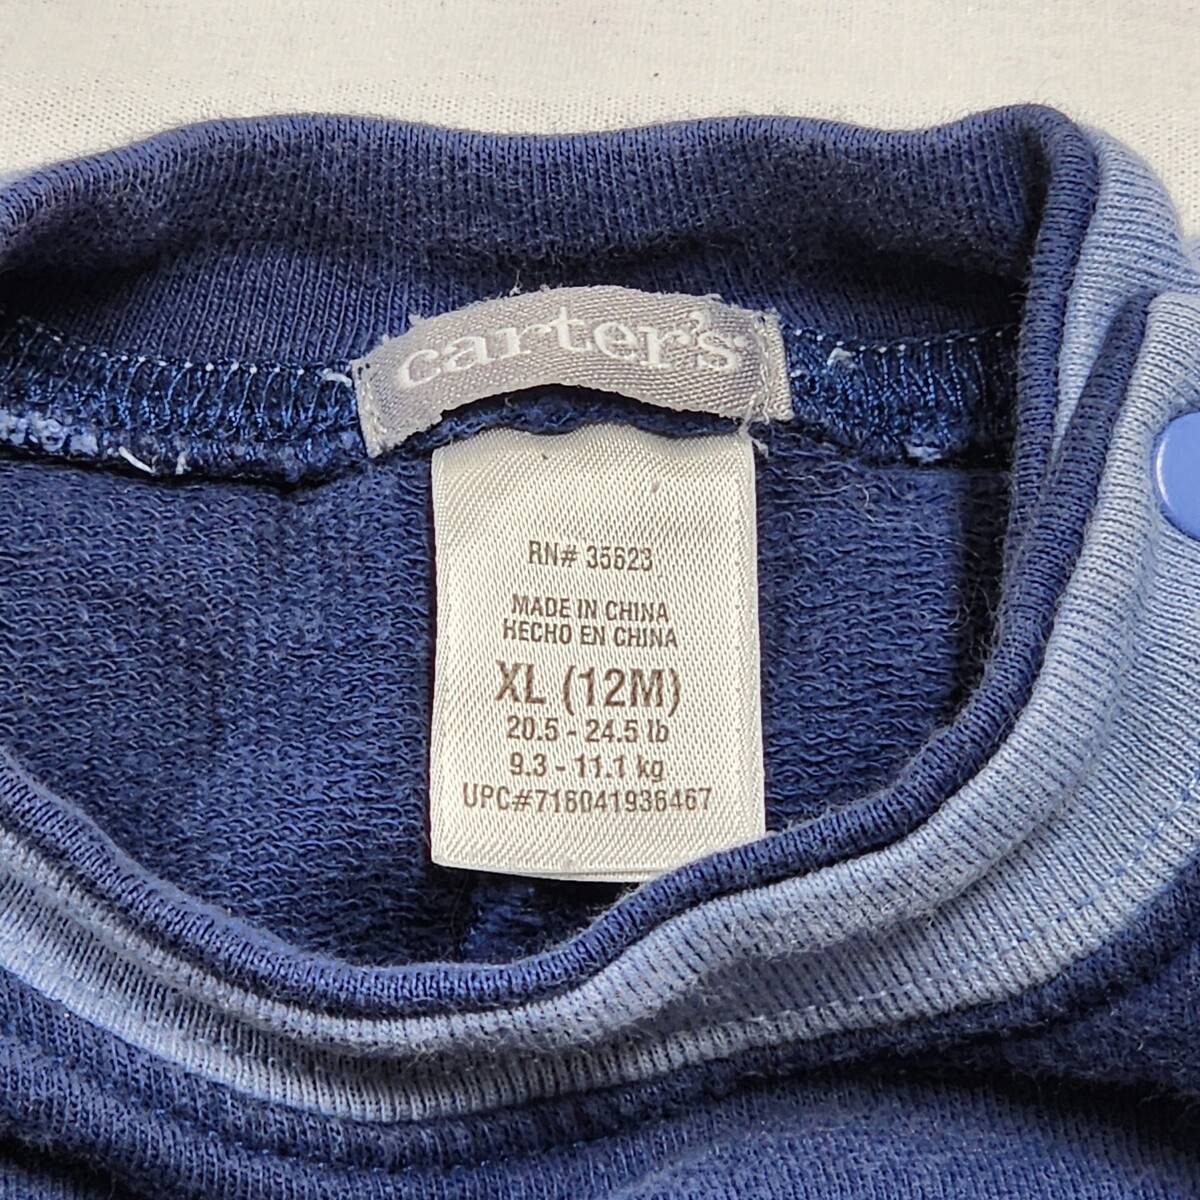 carter's
RN# 35623
MADE IN CHINA
HECHO EN CHINA
XL (12M)
20.5 - 24.5 lb
9.3 - 11.1 kg
UPC#716041936467